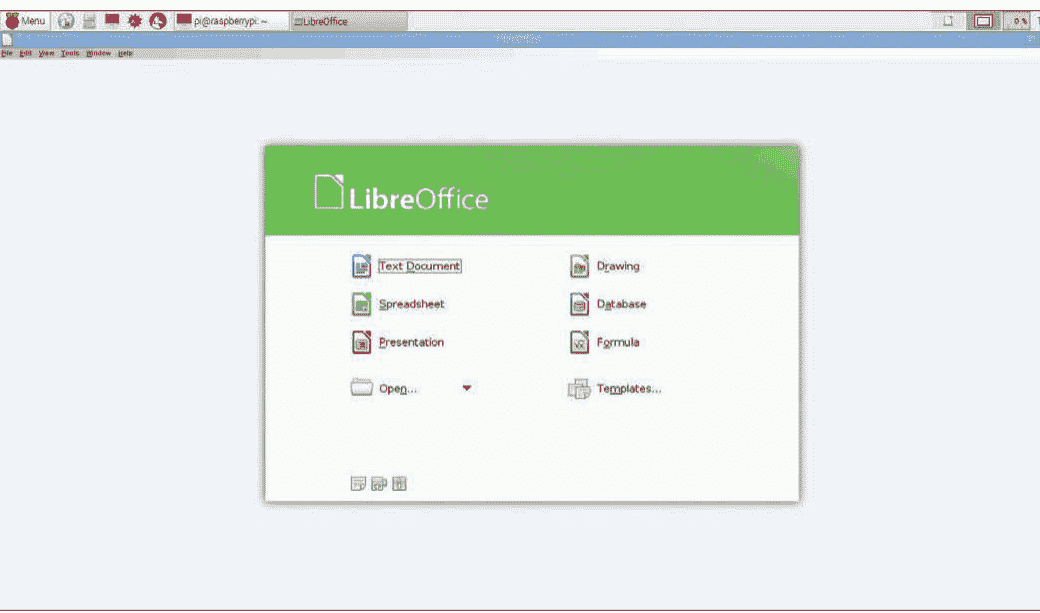 Menu pi@raspberrypi: ~ LibreOffice 0 %
File Edit View Tools Window Help
LibreOffice
Text Document Drawing
Spreadsheet Database
Presentation Formula
Open... Templates...